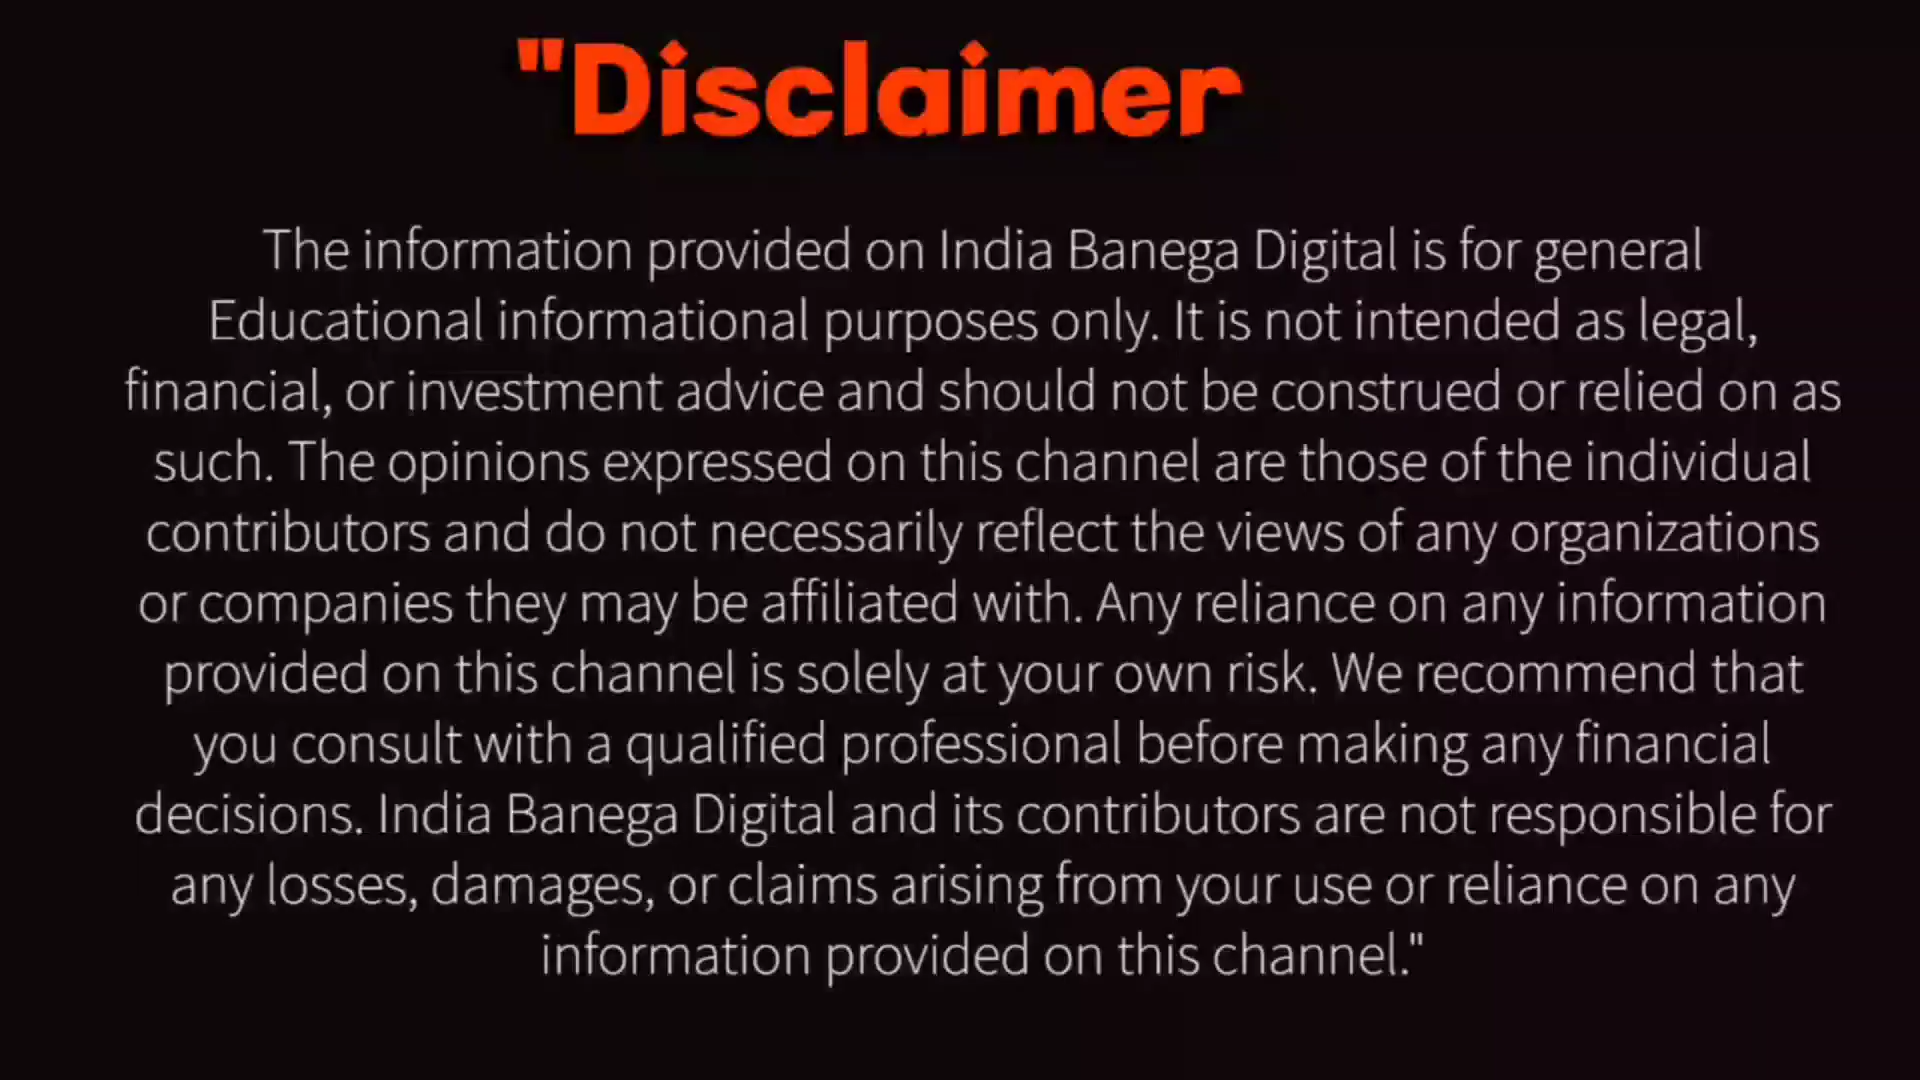 "Disclaimer
The information provided on India Banega Digital is for general
Educational informational purposes only. It is not intended as legal,
financial, or investment advice and should not be construed or relied on as
such. The opinions expressed on this channel are those of the individual
contributors and do not necessarily reflect the views of any organizations
or companies they may be affiliated with. Any reliance on any information
provided on this channel is solely at your own risk. We recommend that
you consult with a qualified professional before making any financial
decisions. India Banega Digital and its contributors are not responsible for
any losses, damages, or claims arising from your use or reliance on any
information provided on this channel."